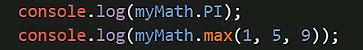 console.log(myMath.PI);
console.log(myMath.max(1, 5, 9));